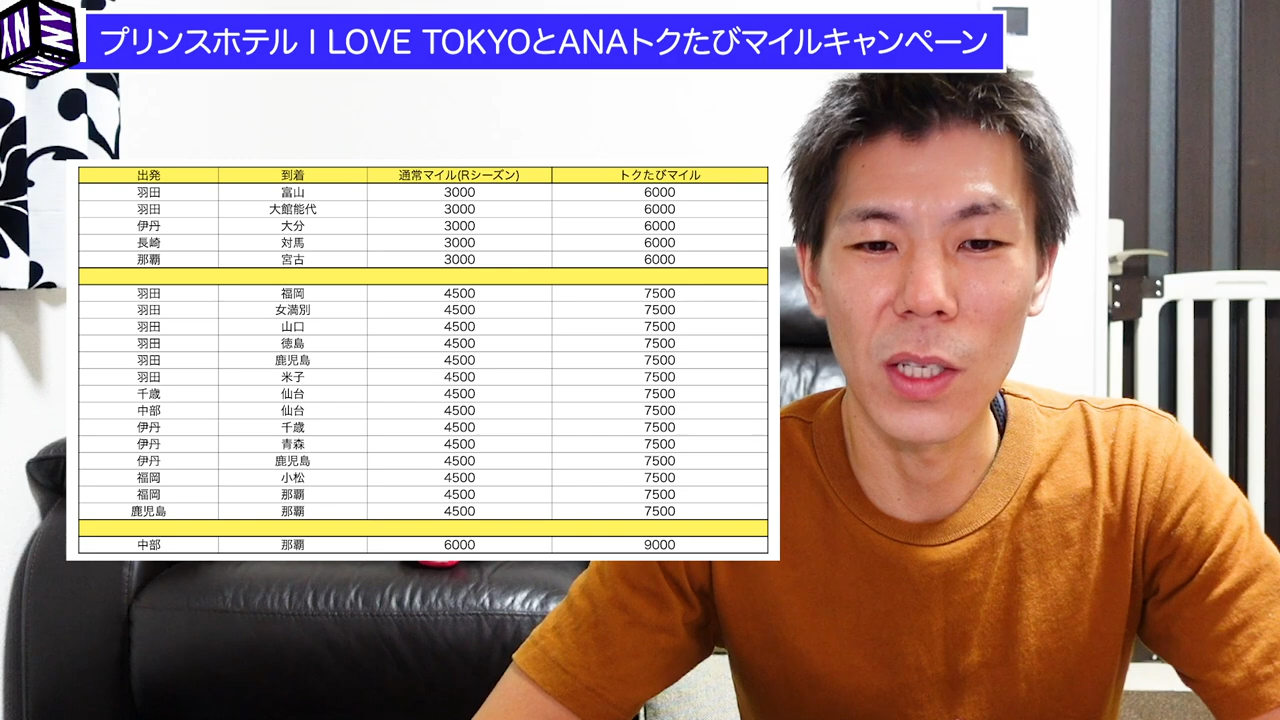 NY
NY
NY!
プリンスホテル I LOVE TOKYOとANAトクたびマイルキャンペーン
出発 到着 通常マイル(Rシーズン) トクたびマイル
羽田 富山 3000 6000
羽田 大館能代 3000 6000
伊丹 大分 3000 6000
長崎 対馬 3000 6000
那覇 宮古 3000 6000
羽田 福岡 4500 7500
羽田 女満別 4500 7500
羽田 山口 4500 7500
羽田 徳島 4500 7500
羽田 鹿児島 4500 7500
羽田 米子 4500 7500
千歳 仙台 4500 7500
中部 仙台 4500 7500
伊丹 千歳 4500 7500
伊丹 青森 4500 7500
伊丹 鹿児島 4500 7500
福岡 小松 4500 7500
福岡 那覇 4500 7500
鹿児島 那覇 4500 7500
中部 那覇 6000 9000